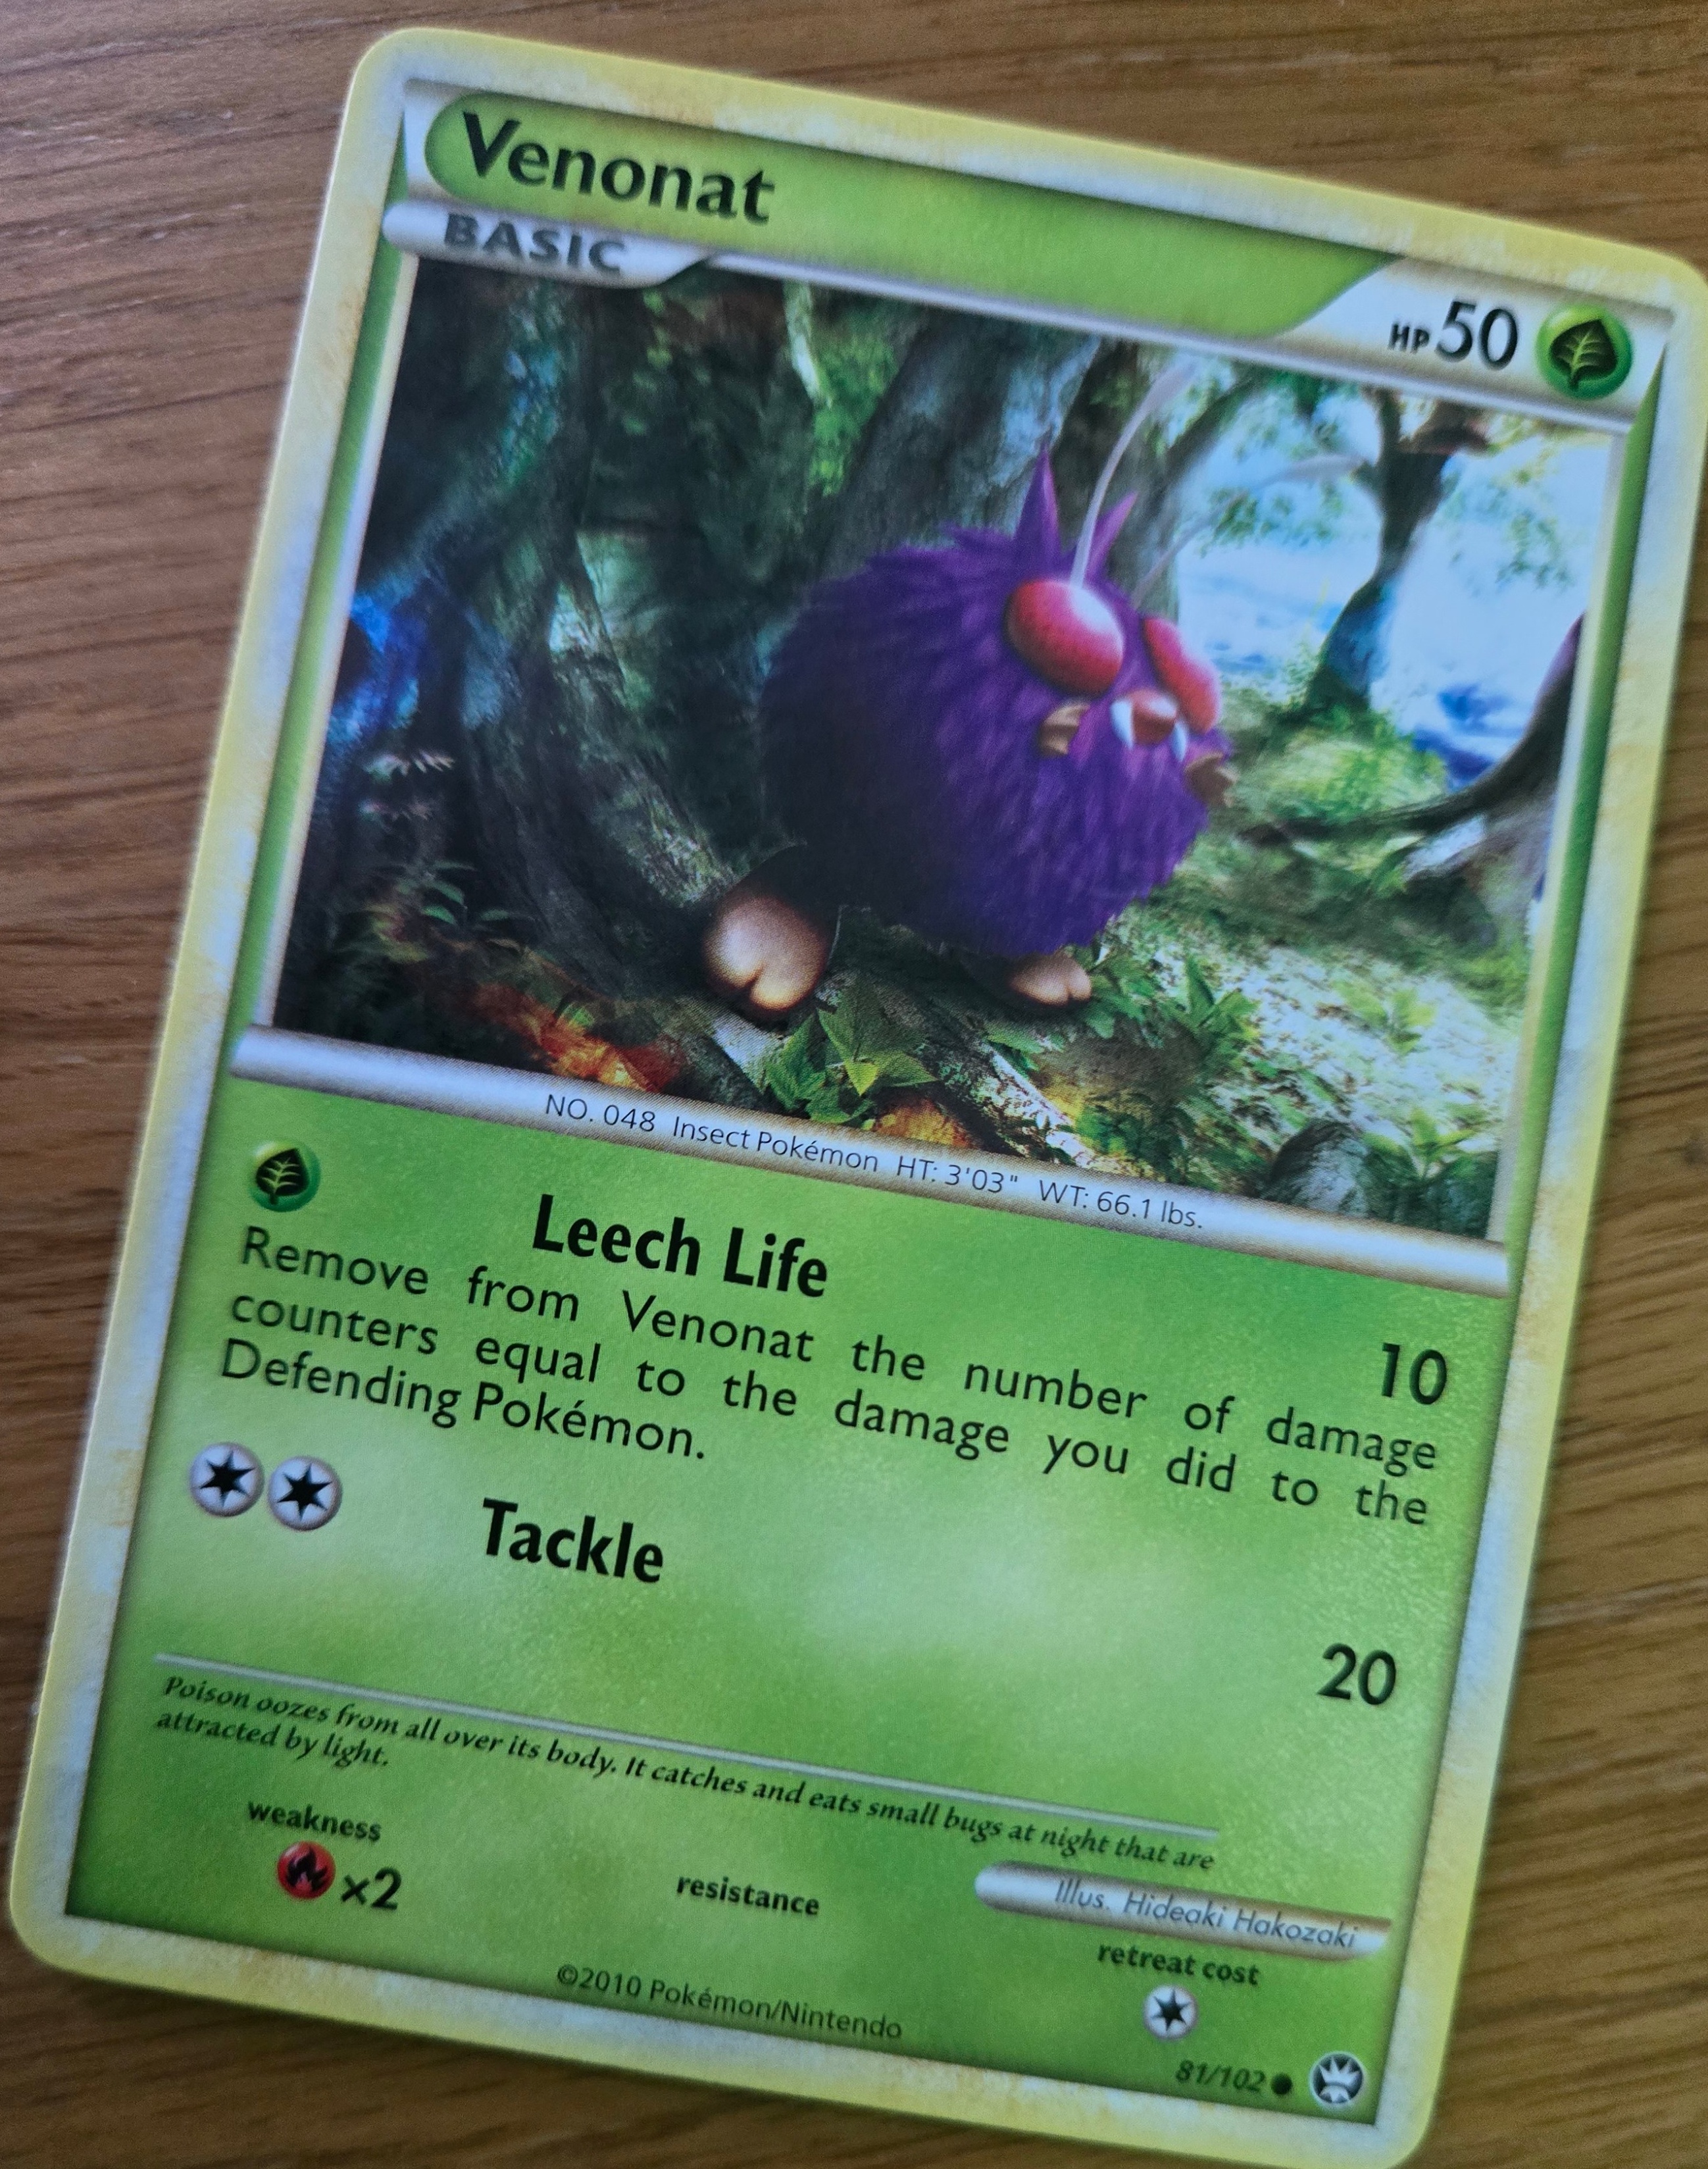 Venonat
BASIC
HP 50
NO. 048 Insect Pokémon HT: 3'03" WT: 66.1 lbs.
Leech Life
10
Remove from Venonat the number of damage
counters equal to the damage you did to the
Defending Pokémon.
Tackle
20
Poison oozes from all over its body. It catches and eats small bugs at night that are
attracted by light.
Illus. Hideaki Hakozaki
weakness
x2
resistance
retreat cost
©2010 Pokémon/Nintendo
81/102